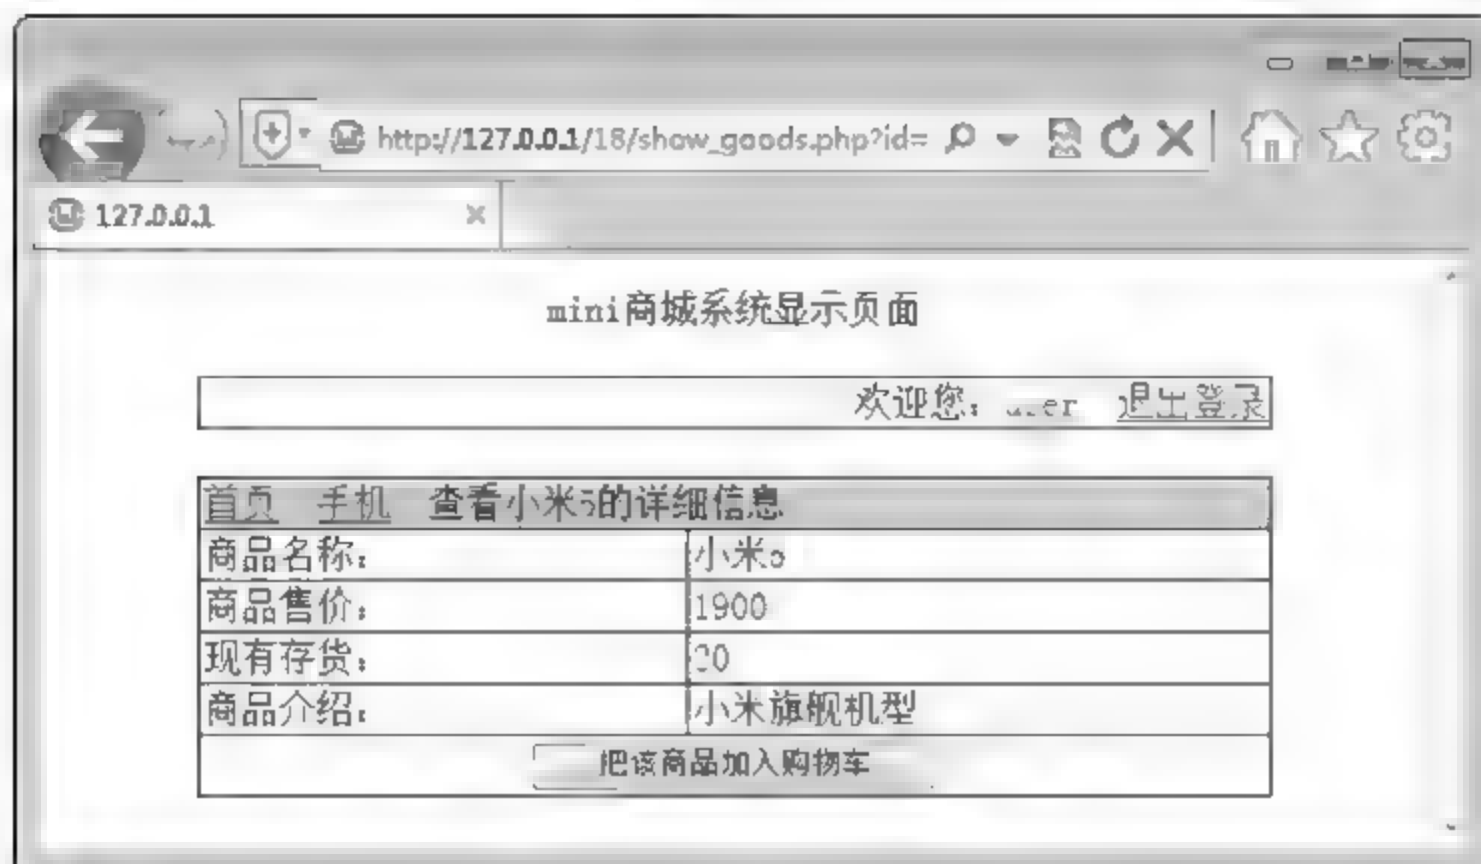 http://127.0.0.1/18/show_goods.php?id=
127.0.0.1
mini商城系统显示页面
欢迎您： user 退出登录
首页 手机 查看小米5的详细信息
商品名称： 小米5
商品售价： 1900
现有存货：
商品介绍： 小米旗舰机型
把该商品加入购物车